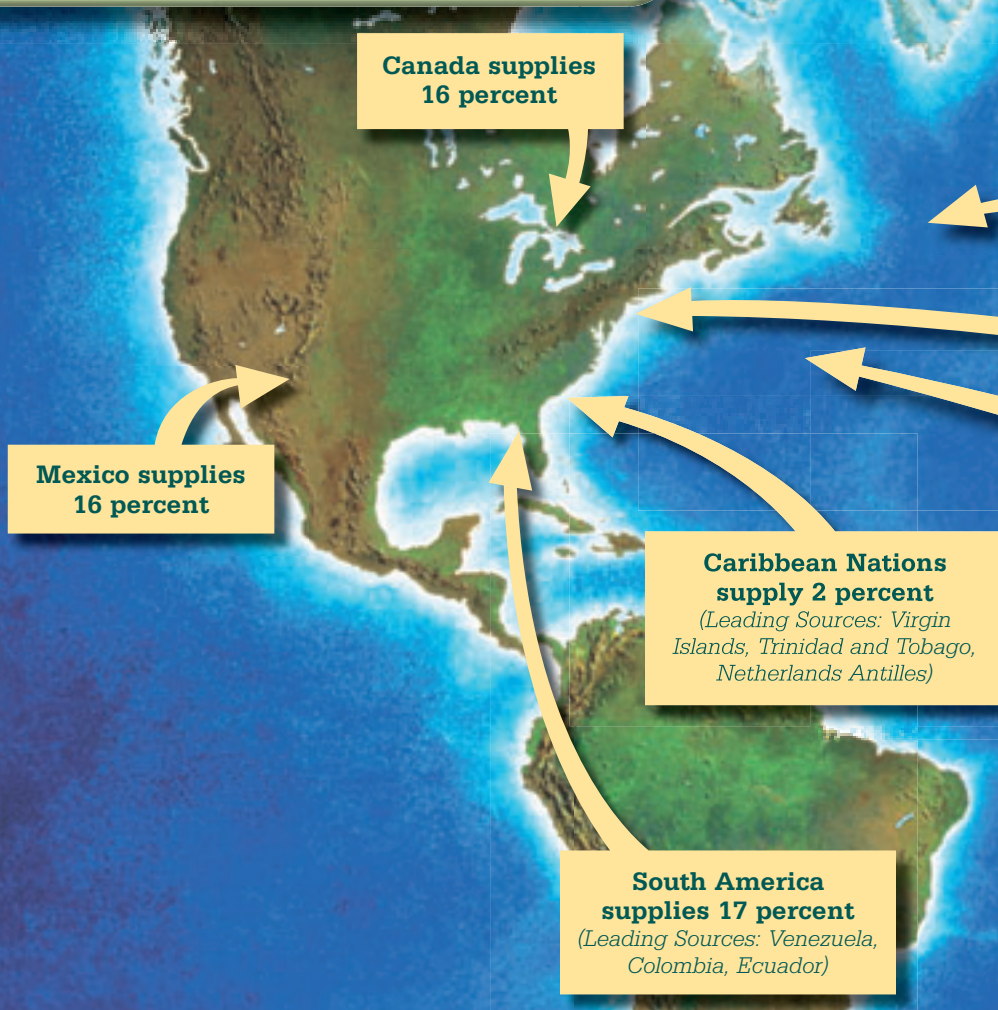 Canada supplies
16 percent
Mexico supplies
16 percent
Caribbean Nations
supply 2 percent
(Leading Sources: Virgin
Islands, Trinidad and Tobago,
Netherlands Antilles)
South America
supplies 17 percent
(Leading Sources: Venezuela,
Colombia, Ecuador)